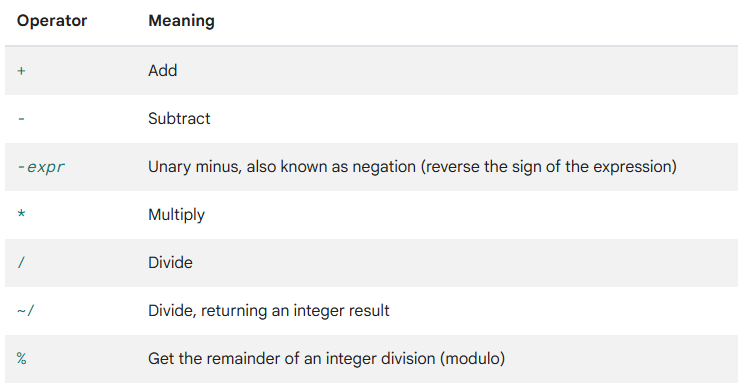 Operator Meaning
+ Add
- Subtract
-expr Unary minus, also known as negation (reverse the sign of the expression)
* Multiply
/ Divide
~/ Divide, returning an integer result
% Get the remainder of an integer division (modulo)